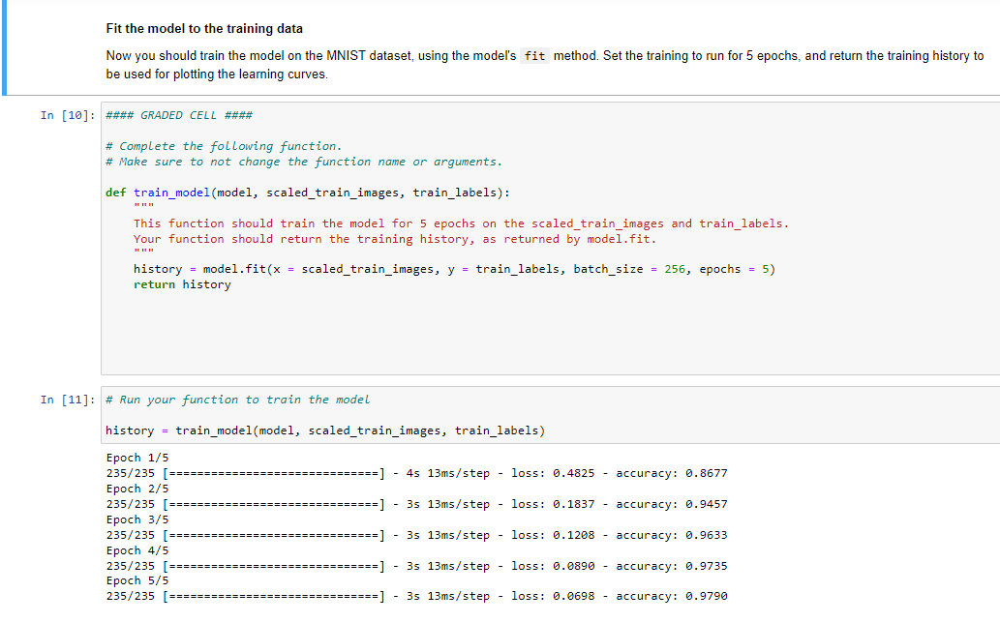 Fit the model to the training data
Now you should train the model on the MNIST dataset, using the model's fit method. Set the training to run for 5 epochs, and return the training history to
be used for plotting the learning curves.
In [10]: #### GRADED CELL ####
# Complete the following function.
# Make sure to not change the function name or arguments.
def train_model(model, scaled_train_images, train_labels):
"""
This function should train the model for 5 epochs on the scaled_train_images and train_labels.
Your function should return the training history, as returned by model.fit.
"""
history = model.fit(x = scaled_train_images, y = train_labels, batch_size = 256, epochs = 5)
return history
In [11]: # Run your function to train the model
history = train_model(model, scaled_train_images, train_labels)
Epoch 1/5
235/235 [==============================] - 4s 13ms/step - loss: 0.4825 - accuracy: 0.8677
Epoch 2/5
235/235 [==============================] - 3s 13ms/step - loss: 0.1837 - accuracy: 0.9457
Epoch 3/5
235/235 [==============================] - 3s 13ms/step - loss: 0.1208 - accuracy: 0.9633
Epoch 4/5
235/235 [==============================] - 3s 13ms/step - loss: 0.0890 - accuracy: 0.9735
Epoch 5/5
235/235 [==============================] - 3s 13ms/step - loss: 0.0698 - accuracy: 0.9790